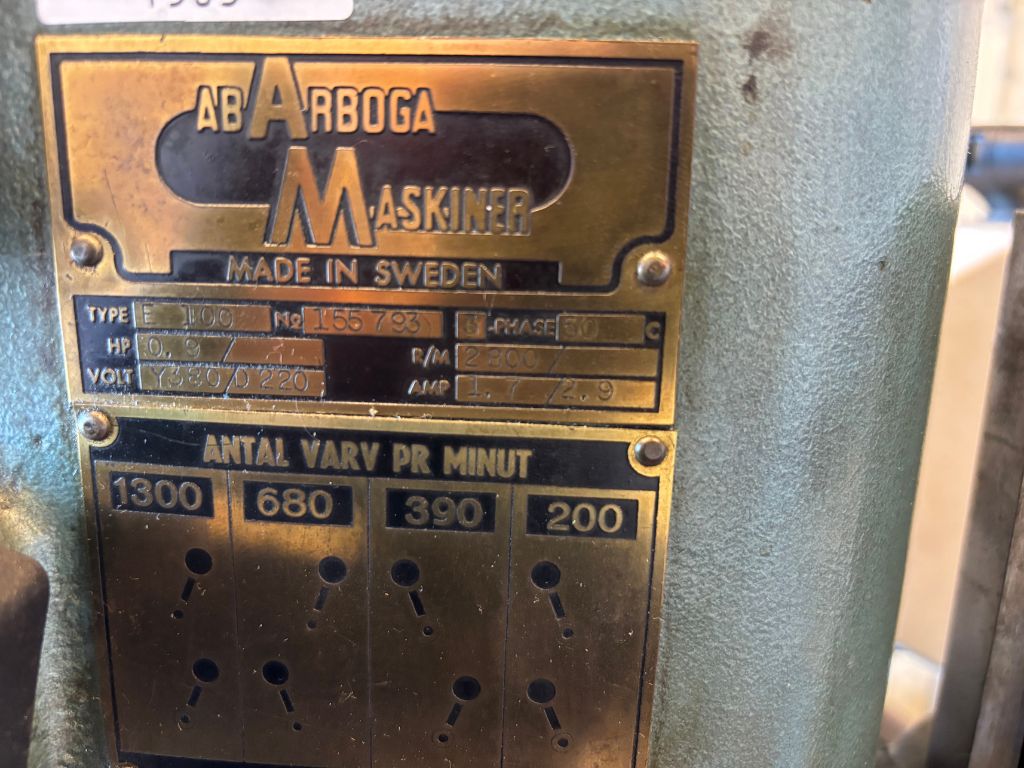 AB ARBOGA
MASKINER
MADE IN SWEDEN
TYPE E 100 No 155793 3-PHASE 50 C
HP 0.9/ R/M 2800/
VOLT Y380/D220 AMP 1.7/2.9
ANTAL VARV PR MINUT
1300 680 390 200